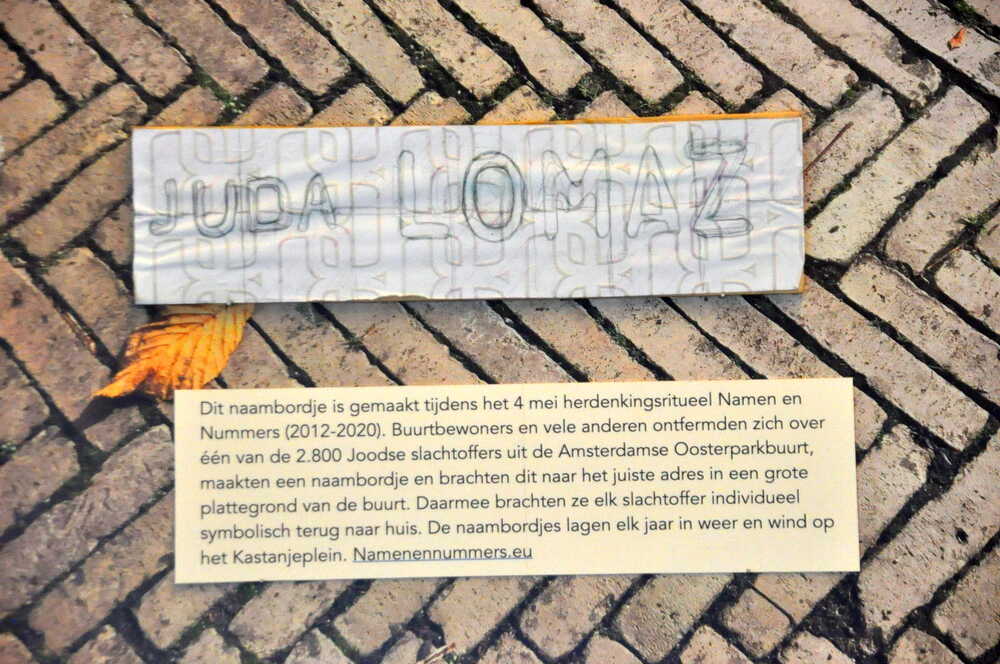 JUDA LOMAZ
Dit naambordje is gemaakt tijdens het 4 mei herdenkingsritueel Namen en
Nummers (2012-2020). Buurtbewoners en vele anderen ontfermden zich over
één van de 2.800 Joodse slachtoffers uit de Amsterdamse Oosterparkbuurt,
maakten een naambordje en brachten dit naar het juiste adres in een grote
plattegrond van de buurt. Daarmee brachten ze elk slachtoffer individueel
symbolisch terug naar huis. De naambordjes lagen elk jaar in weer en wind op
het Kastanjeplein. Namenennummers.eu